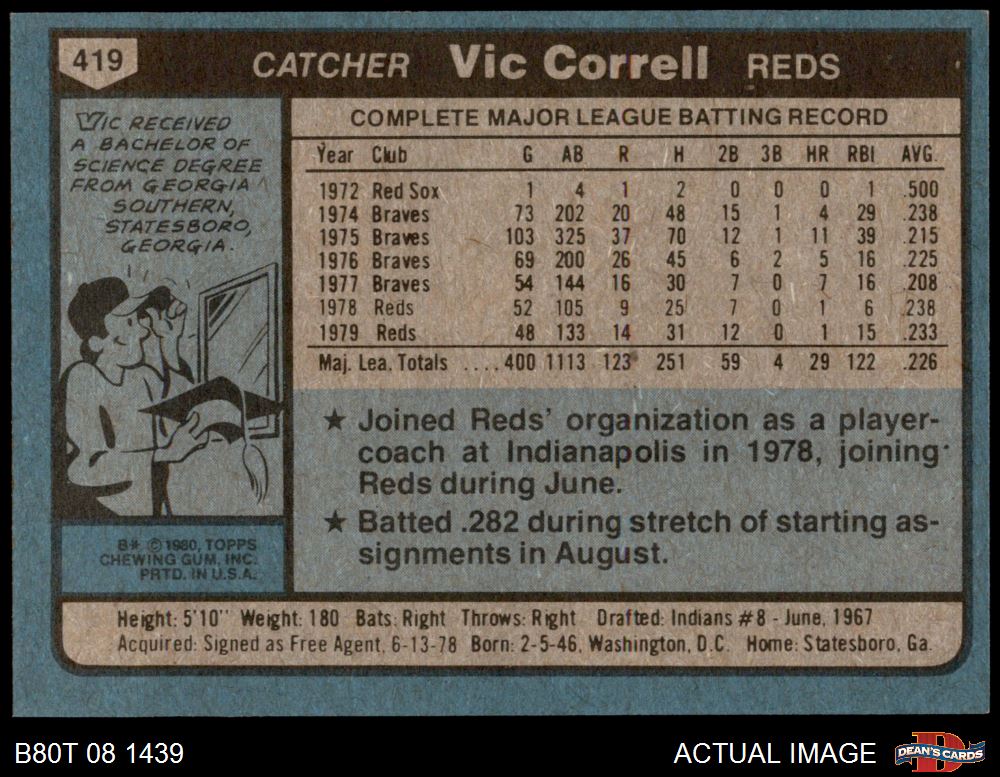 419
CATCHER Vic Correll REDS
VIC RECEIVED
A BACHELOR OF
SCIENCE DEGREE
FROM GEORGIA
SOUTHERN,
STATESBORO,
GEORGIA.
B* © 1980, TOPPS
CHEWING GUM, INC.
PRTD. IN U.S.A.
COMPLETE MAJOR LEAGUE BATTING RECORD
Year Club G AB R H 2B 3B HR RBI AVG.
1972 Red Sox 1 4 1 2 0 0 0 1 .500
1974 Braves 73 202 20 48 15 1 4 29 .238
1975 Braves 103 325 37 70 12 1 11 39 .215
1976 Braves 69 200 26 45 6 2 5 16 .225
1977 Braves 54 144 16 30 7 0 7 16 .208
1978 Reds 52 105 9 25 7 0 1 6 .238
1979 Reds 48 133 14 31 12 0 1 15 .233
Maj. Lea. Totals ....400 1113 123 251 59 4 29 122 .226
★ Joined Reds' organization as a player-
coach at Indianapolis in 1978, joining
Reds during June.
★ Batted .282 during stretch of starting as-
signments in August.
Height: 5'10" Weight: 180 Bats: Right Throws: Right Drafted: Indians #8 - June, 1967
Acquired: Signed as Free Agent, 6-13-78 Born: 2-5-46, Washington, D.C. Home: Statesboro, Ga.
B80T 08 1439
ACTUAL IMAGE
DEAN'S CARDS